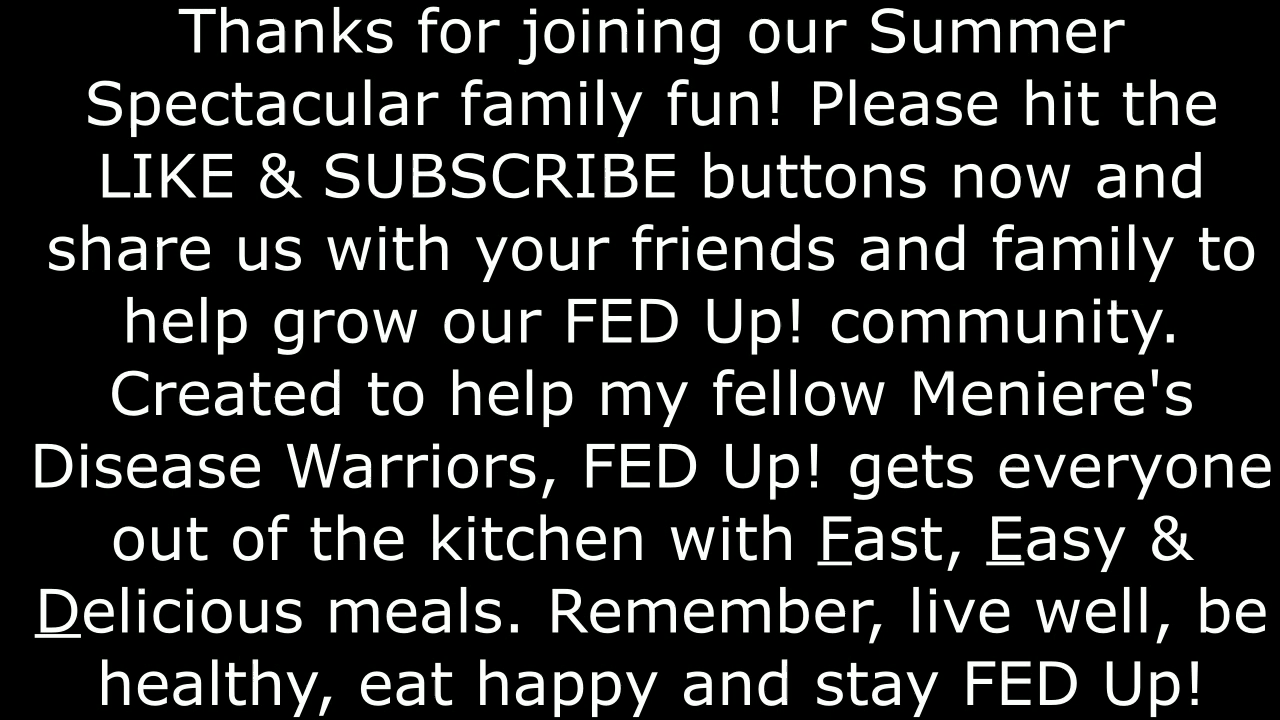 Thanks for joining our Summer
Spectacular family fun! Please hit the
LIKE & SUBSCRIBE buttons now and
share us with your friends and family to
help grow our FED Up! community.
Created to help my fellow Meniere's
Disease Warriors, FED Up! gets everyone
out of the kitchen with Fast, Easy &
Delicious meals. Remember, live well, be
healthy, eat happy and stay FED Up!